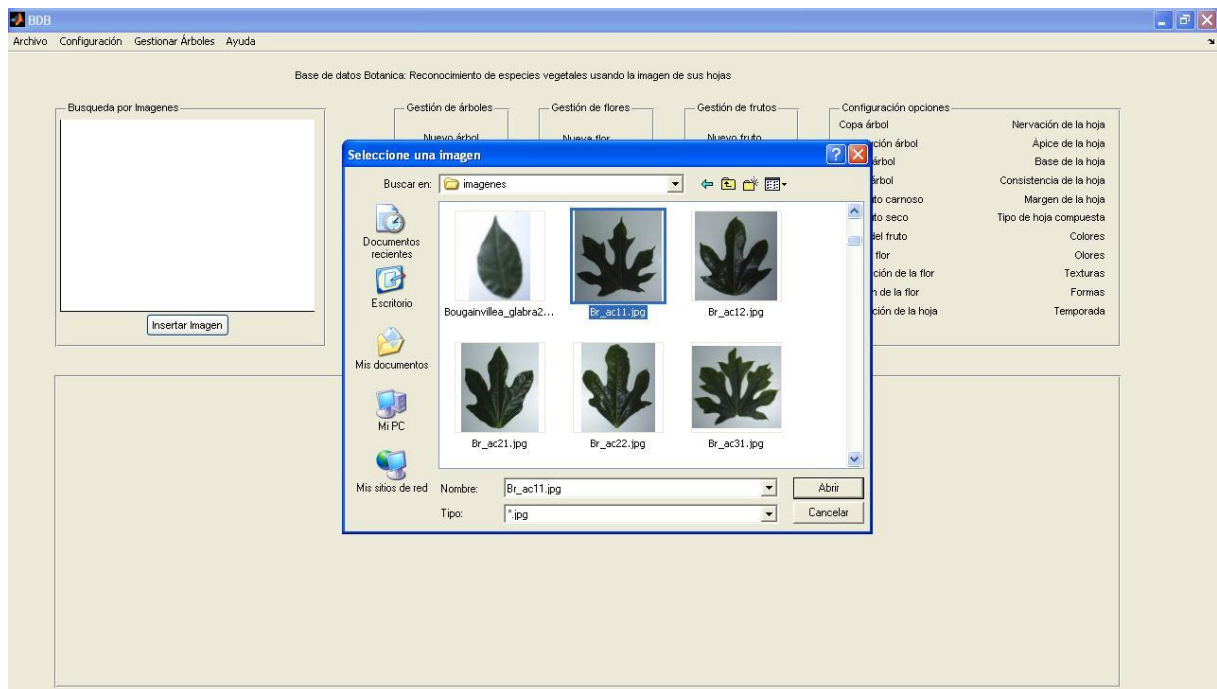 BDB
Archivo Configuración Gestionar Árboles Ayuda
Base de datos Botanica: Reconocimiento de especies vegetales usando la imagen de sus hojas
Busqueda por Imagenes
Insertar Imagen
Gestión de árboles
Nuevo árbol
Gestión de flores
Nueva flor
Gestión de frutos
Nuevo fruto
Configuración opciones
Copa árbol Nervación de la hoja
árbol Ápice de la hoja
árbol Base de la hoja
árbol Consistencia de la hoja
carnoso Margen de la hoja
seco Tipo de hoja compuesta
del fruto Colores
flor Olores
de la flor Texturas
de la flor Formas
de la hoja Temporada
Seleccione una imagen
Buscar en: imagenes
Documentos recientes
Escritorio
Mis documentos
Mi PC
Mis sitios de red
Bougainvillea_glabra2... Br_ac11.jpg Br_ac12.jpg
Br_ac21.jpg Br_ac22.jpg Br_ac31.jpg
Nombre: Br_ac11.jpg Abrir
Tipo: *.jpg Cancelar